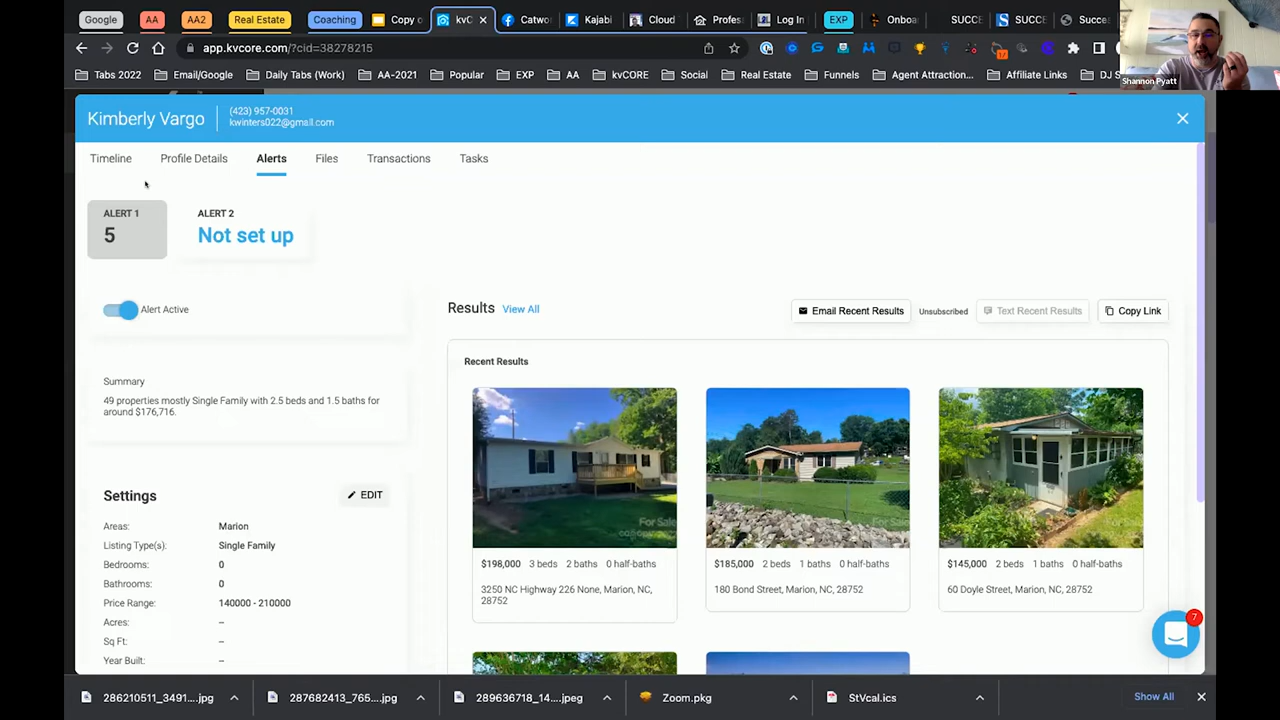 Google
AA
AA2
Real Estate
Coaching
Copy o
kvC
Catwo
Kajabi
Cloud
Profes
Log In
EXP
Onboa
SUCCE
SUCC
Succea
app.kvcore.com/?cid=38278215
Tabs 2022
Email/Google
Daily Tabs (Work)
AA-2021
Popular
EXP
AA
kvCORE
Social
Real Estate
Funnels
Agent Attraction...
Affiliate Links
DJ S
Shannon Pyatt
Kimberly Vargo
(423) 957-0031
kwinters022@gmail.com
Timeline
Profile Details
Alerts
Files
Transactions
Tasks
ALERT 1
5
ALERT 2
Not set up
Alert Active
Results View All
Email Recent Results
Unsubscribed
Text Recent Results
Copy Link
Summary
49 properties mostly Single Family with 2.5 beds and 1.5 baths for
around $176,716.
Recent Results
Settings
EDIT
Areas: Marion
Listing Type(s): Single Family
Bedrooms: 0
Bathrooms: 0
Price Range: 140000 - 210000
Acres: --
Sq Ft: --
Year Built: --
For Sale
$198,000 3 beds 2 baths 0 half-baths
3250 NC Highway 226 None, Marion, NC,
28752
For Sale
$185,000 2 beds 1 baths 0 half-baths
180 Bond Street, Marion, NC, 28752
For Sale
$145,000 2 beds 1 baths 0 half-baths
60 Doyle Street, Marion, NC, 28752
7
286210511_3491....jpg
287682413_765....jpg
289636718_14....jpeg
Zoom.pkg
StVcal.ics
Show All